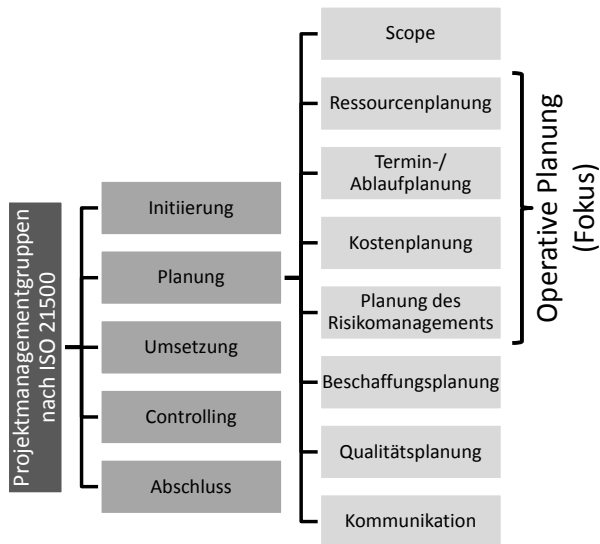 Projektmanagementgruppen
nach ISO 21500
Initiierung
Planung
Umsetzung
Controlling
Abschluss
Scope
Ressourcenplanung
Termin-/
Ablaufplanung
Kostenplanung
Planung des
Risikomanagements
Beschaffungsplanung
Qualitätsplanung
Kommunikation
Operative Planung
(Fokus)